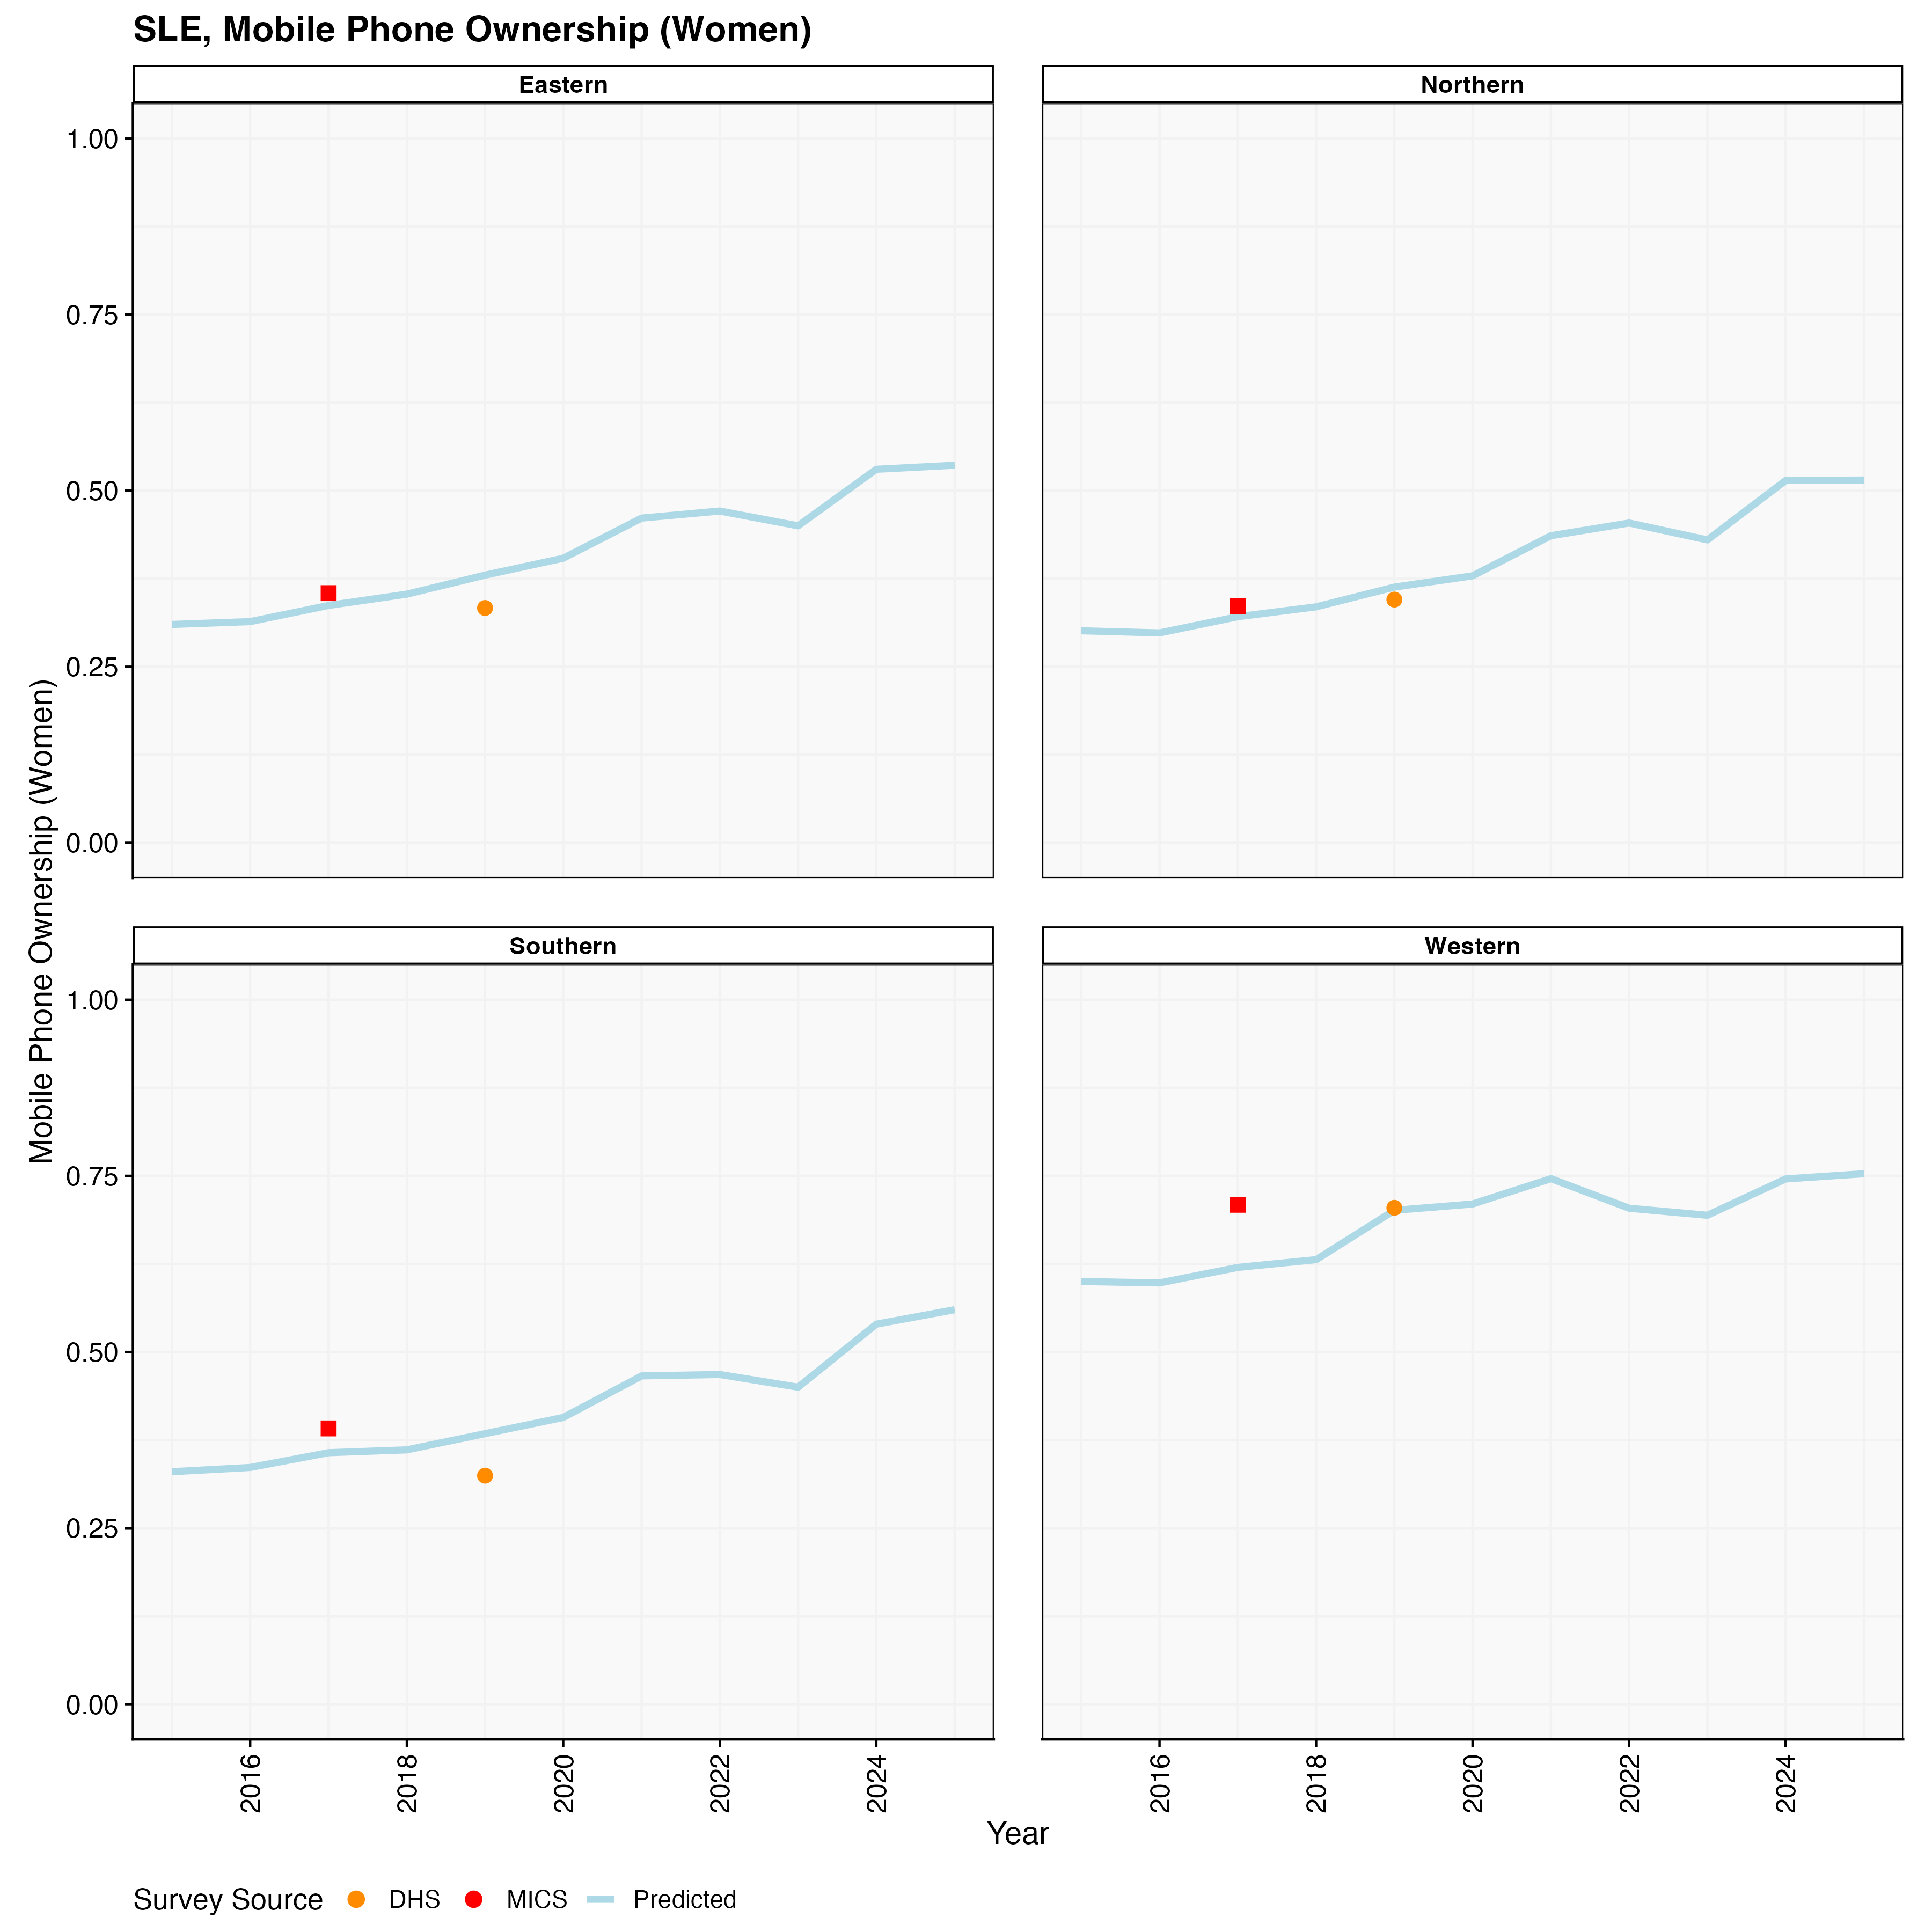 SLE, Mobile Phone Ownership (Women)
Eastern
Northern
1.00
0.75
0.50
0.25
0.00
Mobile Phone Ownership (Women)
Southern
Western
1.00
0.75
0.50
0.25
0.00
2016 2018 2020 2022 2024
2016 2018 2020 2022 2024
Year
Survey Source DHS MICS Predicted